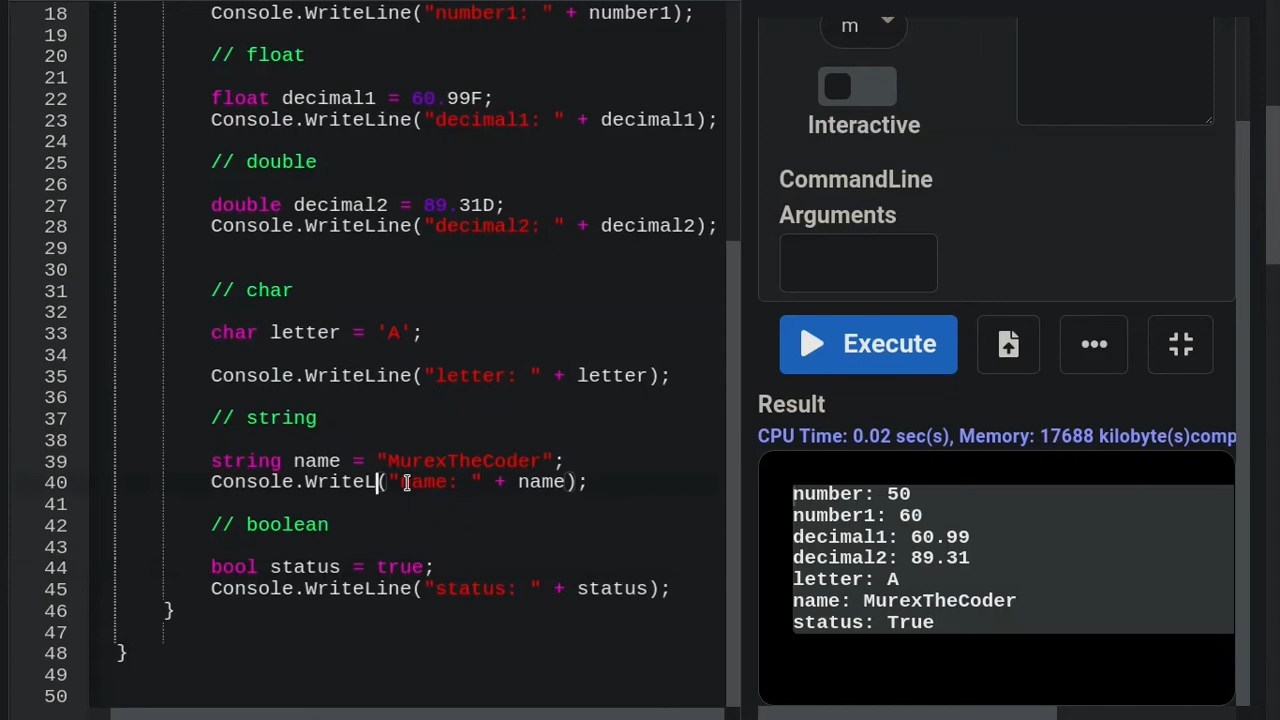 18 Console.WriteLine("number1: " + number1);
19
20 // float
21
22 float decimal1 = 60.99F;
23 Console.WriteLine("decimal1: " + decimal1);
24
25 // double
26
27 double decimal2 = 89.31D;
28 Console.WriteLine("decimal2: " + decimal2);
29
30
31 // char
32
33 char letter = 'A';
34
35 Console.WriteLine("letter: " + letter);
36
37 // string
38
39 string name = "MurexTheCoder";
40 Console.WriteL("name: " + name);
41
42 // boolean
43
44 bool status = true;
45 Console.WriteLine("status: " + status);
46 }
47
48 }
49
50
m
Interactive
CommandLine
Arguments
Execute
Result
CPU Time: 0.02 sec(s), Memory: 17688 kilobyte(s)comp
number: 50
number1: 60
decimal1: 60.99
decimal2: 89.31
letter: A
name: MurexTheCoder
status: True